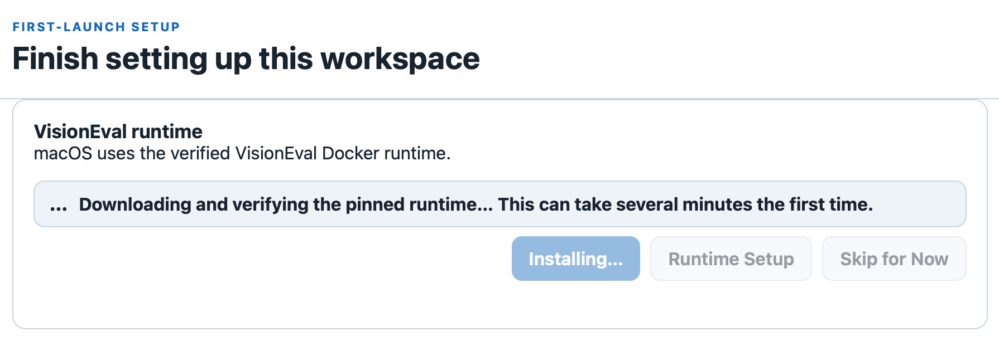 FIRST-LAUNCH SETUP
Finish setting up this workspace
VisionEval runtime
macOS uses the verified VisionEval Docker runtime.
... Downloading and verifying the pinned runtime... This can take several minutes the first time.
Installing...
Runtime Setup
Skip for Now